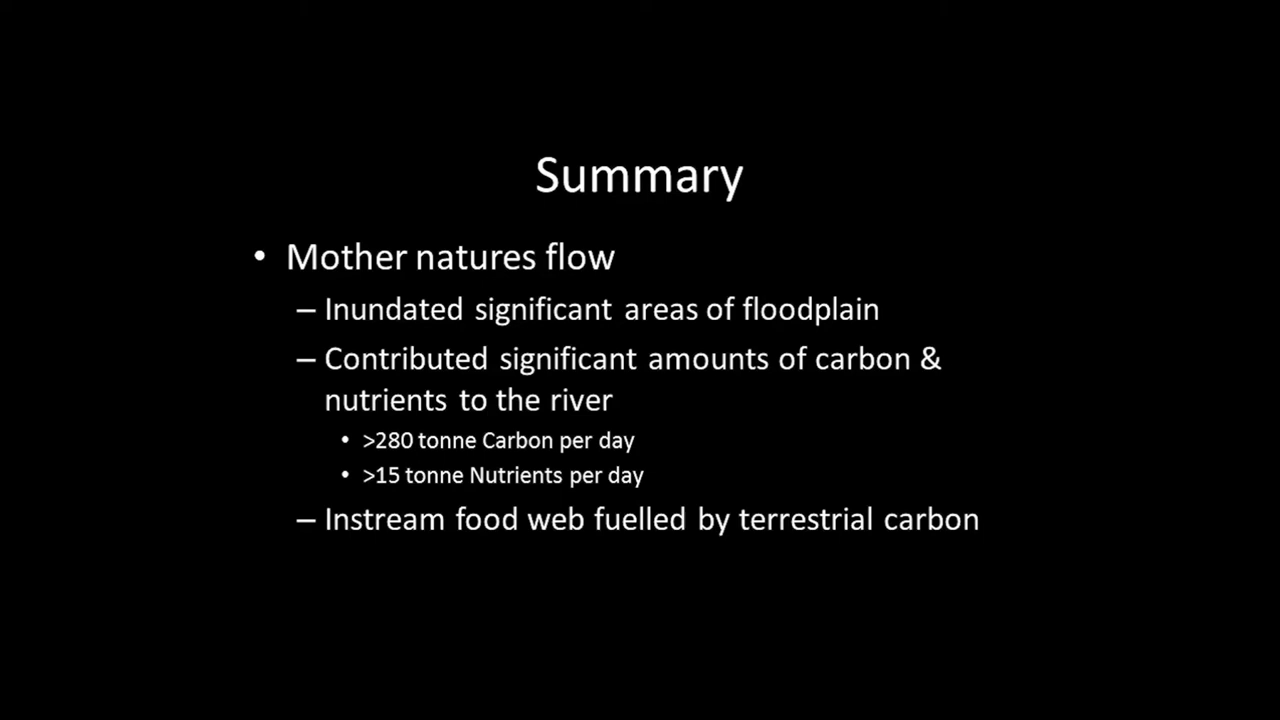 Summary
• Mother natures flow
– Inundated significant areas of floodplain
– Contributed significant amounts of carbon &
nutrients to the river
• >280 tonne Carbon per day
• >15 tonne Nutrients per day
– Instream food web fuelled by terrestrial carbon